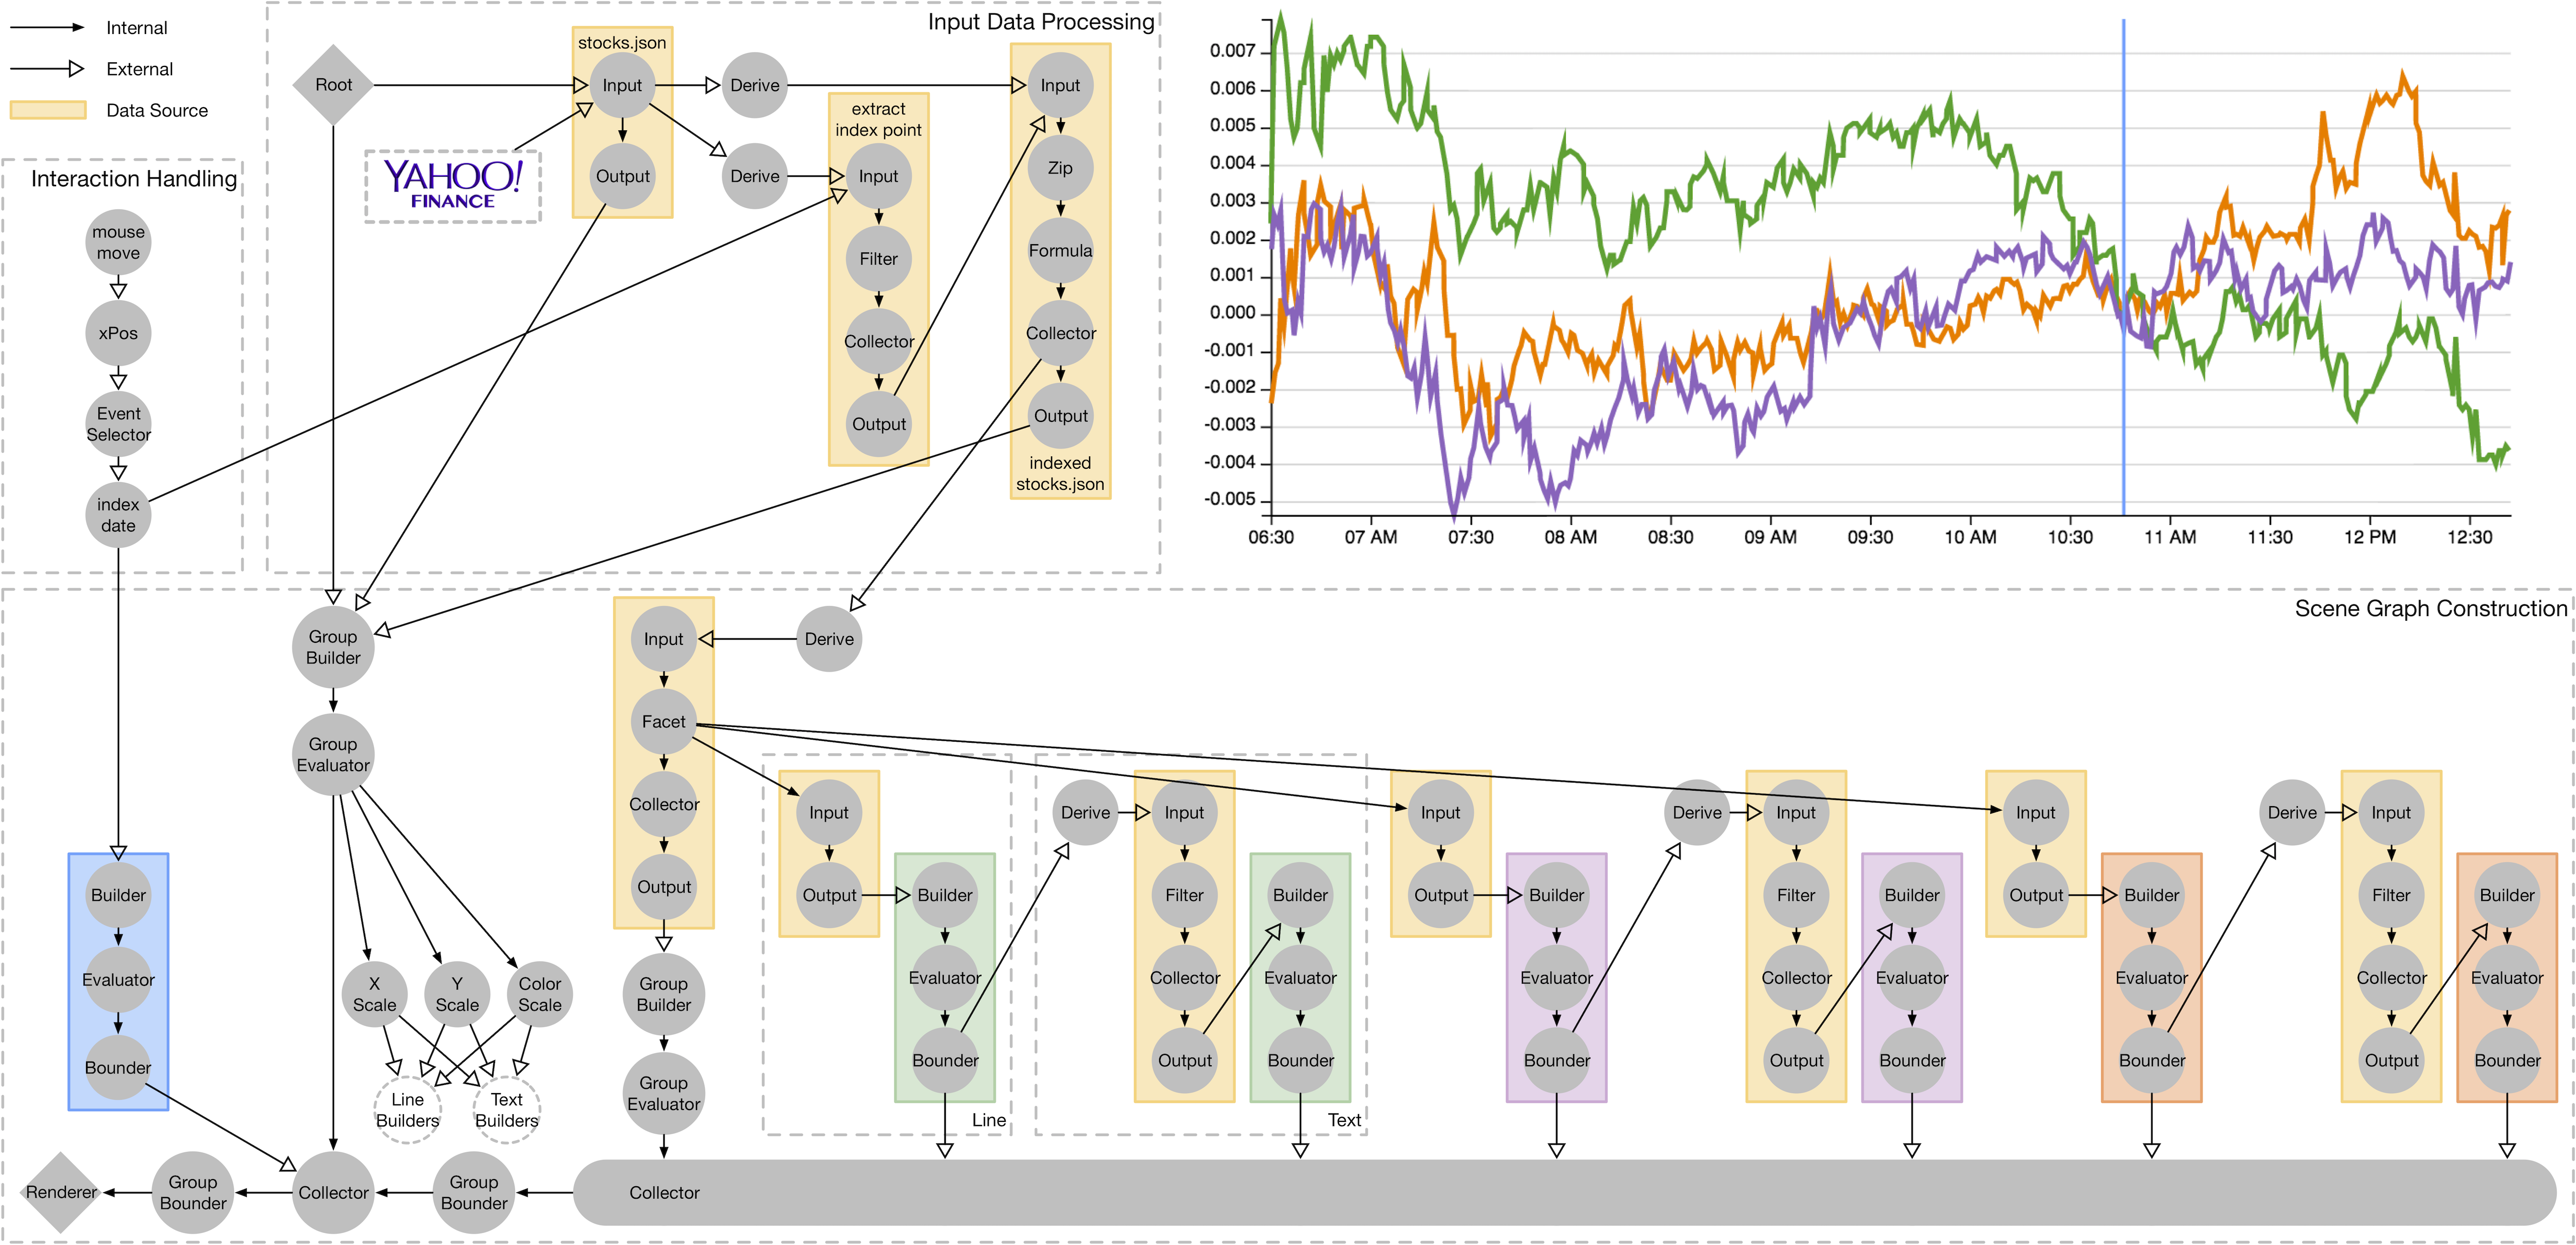 Internal
External
Data Source
Interaction Handling
mouse
move
xPos
Event
Selector
index
date
Input Data Processing
Root
YAHOO!
FINANCE
stocks.json
Input
Output
Derive
Derive
extract
index point
Input
Filter
Collector
Output
Input
Zip
Formula
Collector
Output
indexed
stocks.json
0.007
0.006
0.005
0.004
0.003
0.002
0.001
0.000
-0.001
-0.002
-0.003
-0.004
-0.005
06:30 07 AM 07:30 08 AM 08:30 09 AM 09:30 10 AM 10:30 11 AM 11:30 12 PM 12:30
Scene Graph Construction
Builder
Evaluator
Bounder
Group
Builder
Group
Evaluator
X
Scale
Y
Scale
Color
Scale
Line
Builders
Text
Builders
Derive
Input
Facet
Collector
Output
Group
Builder
Group
Evaluator
Input
Output
Builder
Evaluator
Bounder
Line
Derive
Input
Filter
Collector
Output
Builder
Evaluator
Bounder
Text
Input
Output
Builder
Evaluator
Bounder
Derive
Input
Filter
Collector
Output
Builder
Evaluator
Bounder
Input
Output
Builder
Evaluator
Bounder
Derive
Input
Filter
Collector
Output
Builder
Evaluator
Bounder
Renderer
Group
Bounder
Collector
Group
Bounder
Collector